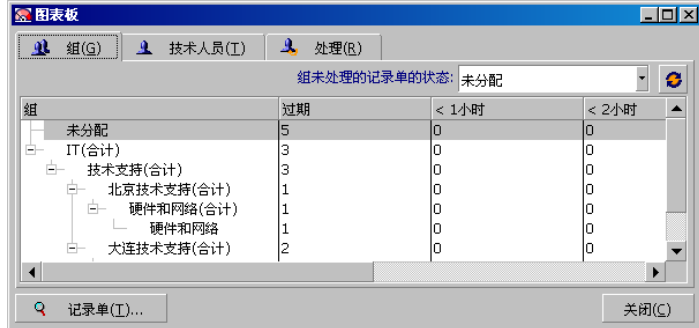 图表板
组(G) 技术人员(T) 处理(R)
组未处理的记录单的状态: 未分配
组 过期 < 1小时 < 2小时
未分配 5 0 0
IT(合计) 3 0 0
技术支持(合计) 3 0 0
北京技术支持(合计) 1 0 0
硬件和网络(合计) 1 0 0
硬件和网络 1 0 0
大连技术支持(合计) 2 0 0
记录单(T)... 关闭(C)